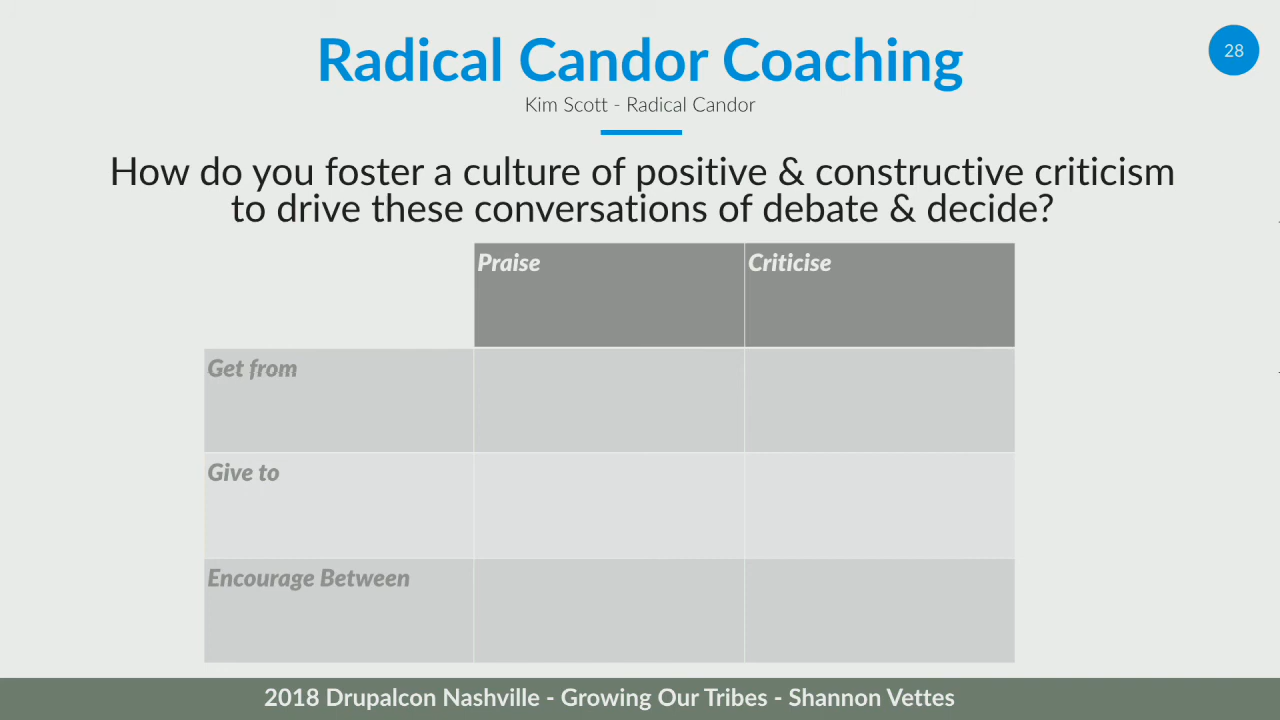 Radical Candor Coaching
28
Kim Scott - Radical Candor
How do you foster a culture of positive & constructive criticism
to drive these conversations of debate & decide?
Praise Criticise
Get from
Give to
Encourage Between
2018 Drupalcon Nashville - Growing Our Tribes - Shannon Vettes